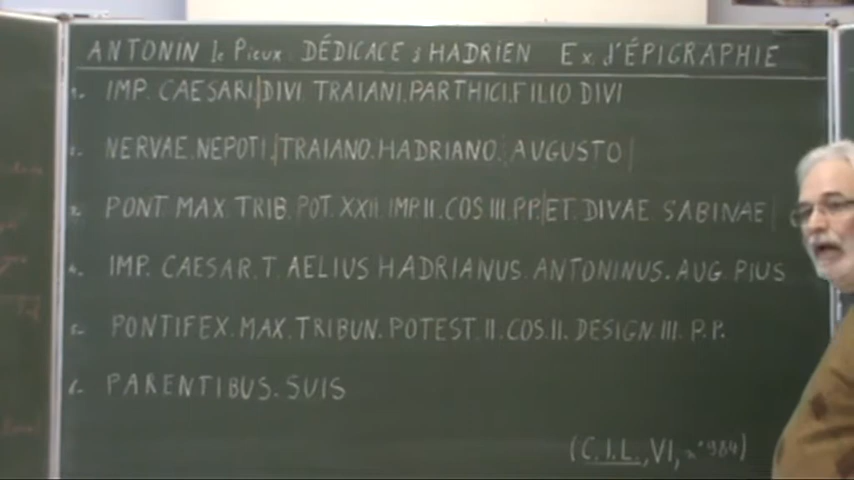 ANTONIN le Pieux. DÉDICACE à HADRIEN Ex. d'ÉPIGRAPHIE
1. IMP. CAESARI, DIVI TRAIANI.PARTHICI.FILIO DIVI
2. NERVAE.NEPOTI. TRAIANO.HADRIANO. AUGUSTO
3. PONT MAX. TRIB. POT. XXII. IMP II. COS III. P.P. ET. DIVAE SABINAE
4. IMP. CAESAR. T. AELIUS HADRIANUS. ANTONINUS. AUG. PIUS
5. PONTIFEX. MAX. TRIBUN. POTEST II. COS. II. DESIGN. III. P.P.
6. PARENTIBUS. SUIS
(C.I.L., VI, n° 984)